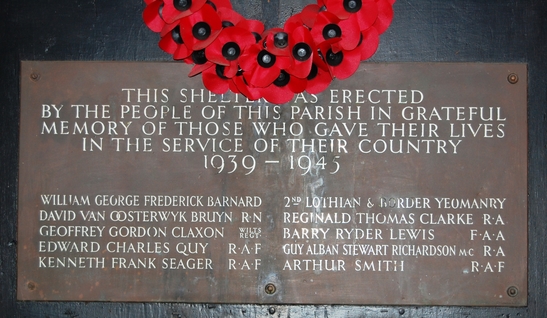 THIS SHELTER WAS ERECTED
BY THE PEOPLE OF THIS PARISH IN GRATEFUL
MEMORY OF THOSE WHO GAVE THEIR LIVES
IN THE SERVICE OF THEIR COUNTRY
1939 – 1945
WILLIAM GEORGE FREDERICK BARNARD 2ND LOTHIAN & BORDER YEOMANRY
DAVID VAN OOSTERWYK BRUYN R·N REGINALD THOMAS CLARKE R·A
GEOFFREY GORDON CLAXON WILTS REGT BARRY RYDER LEWIS F·A·A
EDWARD CHARLES QUY R·A·F GUY ALBAN STEWART RICHARDSON MC R·A
KENNETH FRANK SEAGER R·A·F ARTHUR SMITH R·A·F